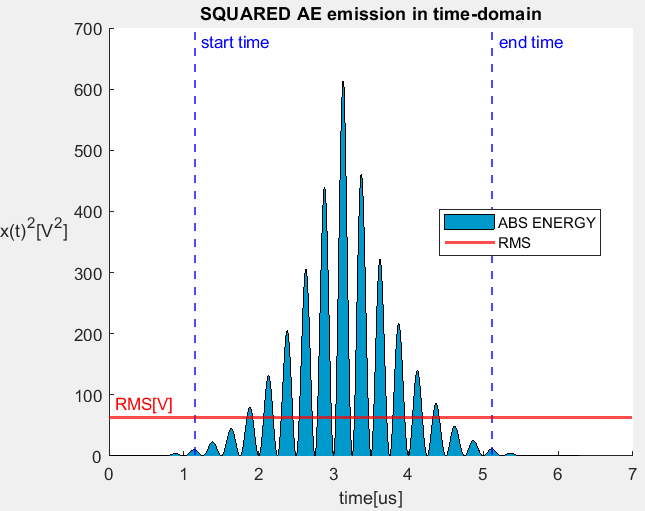 SQUARED AE emission in time-domain
700
600
500
400
300
200
100
0
x(t)²[V²]
start time
end time
ABS ENERGY
RMS
RMS[V]
0 1 2 3 4 5 6 7
time[us]